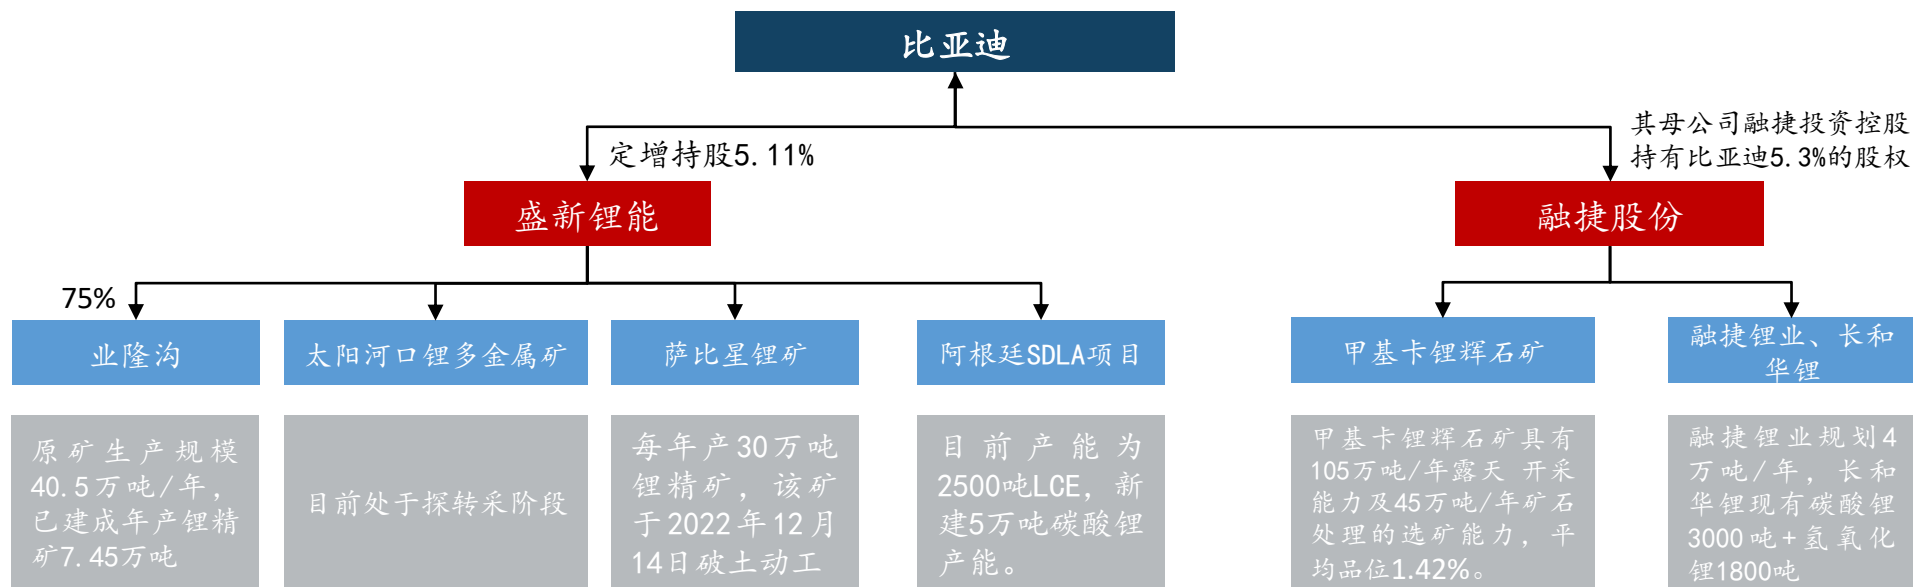 比亚迪
定增持股5.11%
其母公司融捷投资控股
持有比亚迪5.3%的股权
盛新锂能
融捷股份
75%
业隆沟
太阳河口锂多金属矿
萨比星锂矿
阿根廷SDLA项目
甲基卡锂辉石矿
融捷锂业、长和
华锂
原矿生产规模
40.5万吨/年，
已建成年产锂精
矿7.45万吨
目前处于探转采阶段
每年产30万吨
锂精矿，该矿
于2022年12月
14日破土动工
目前产能为
2500吨LCE，新
建5万吨碳酸锂
产能。
甲基卡锂辉石矿具有
105万吨/年露天 开采
能力及45万吨/年矿石
处理的选矿能力，平
均品位1.42%。
融捷锂业规划4
万吨/年，长和
华锂现有碳酸锂
3000吨+氢氧化
锂1800吨